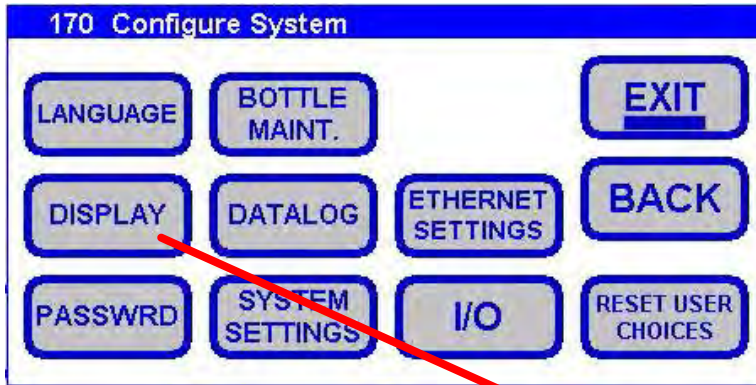 170 Configure System
LANGUAGE
BOTTLE
MAINT.
EXIT
DISPLAY
DATALOG
ETHERNET
SETTINGS
BACK
PASSWRD
SYSTEM
SETTINGS
I/O
RESET USER
CHOICES